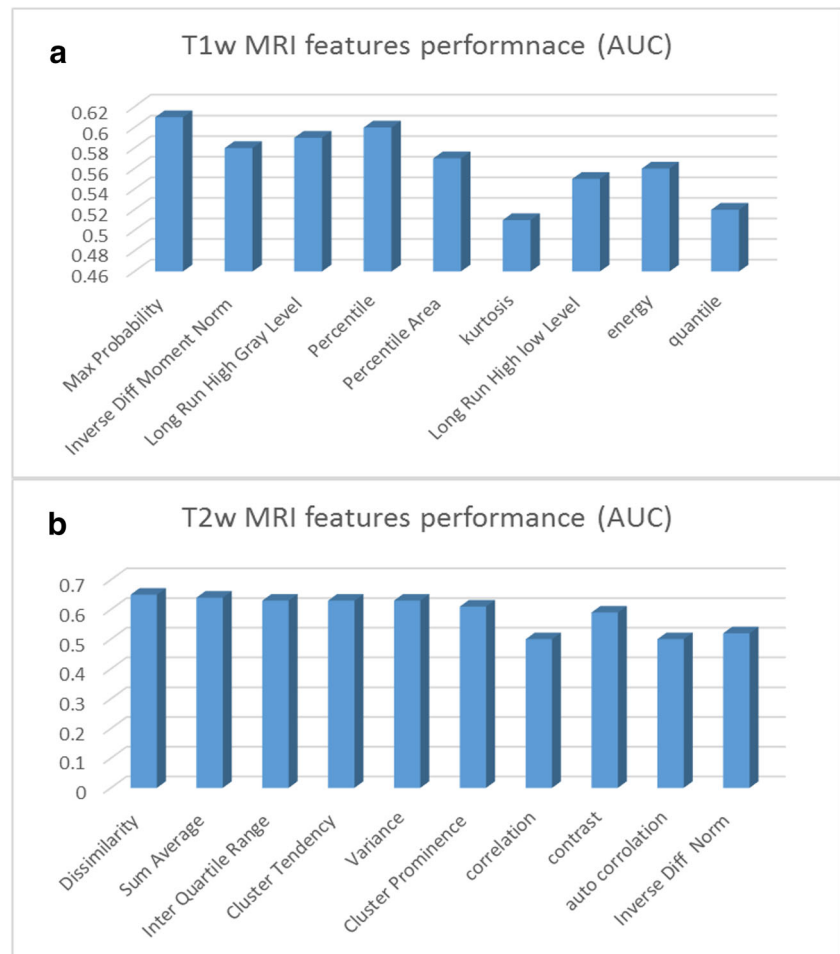 a
T1w MRI features performnace (AUC)
0.62
0.6
0.58
0.56
0.54
0.52
0.5
0.48
0.46
Max Probability
Inverse Diff Moment Norm
Long Run High Gray Level
Percentile
Percentile Area
kurtosis
Long Run High low Level
energy
quantile
b
T2w MRI features performance (AUC)
0.7
0.6
0.5
0.4
0.3
0.2
0.1
0
Dissimilarity
Sum Average
Inter Quartile Range
Cluster Tendency
Variance
Cluster Prominence
correlation
contrast
auto corrolation
Inverse Diff Norm